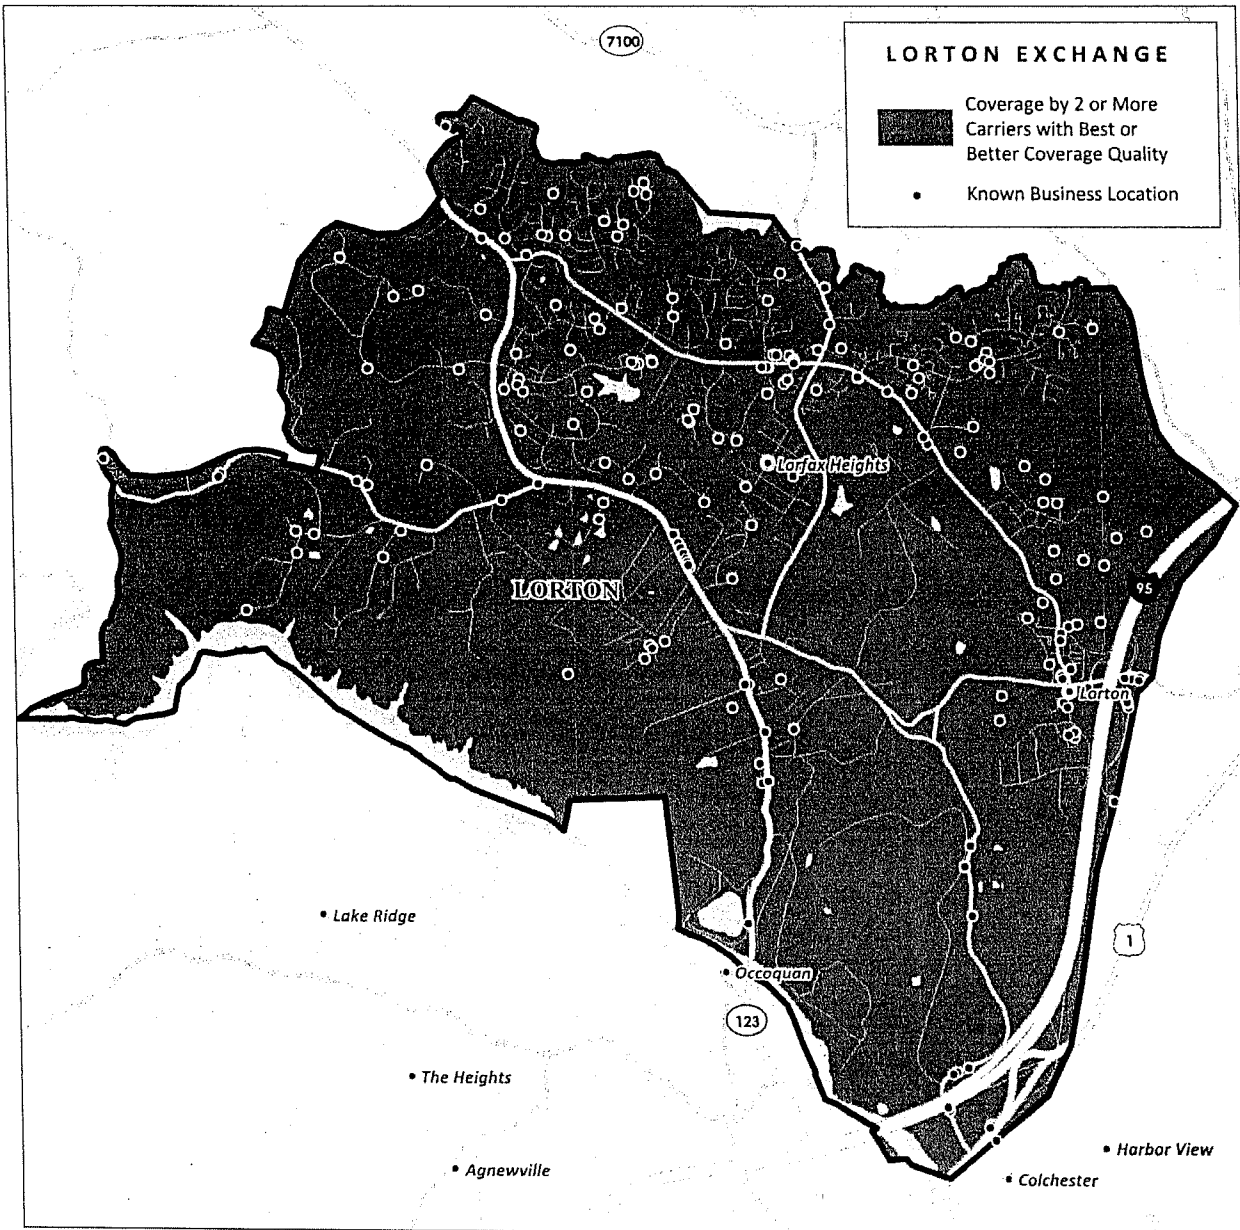 7100
LORTON EXCHANGE
Coverage by 2 or More
Carriers with Best or
Better Coverage Quality
Known Business Location
Lorfax Heights
LORTON
95
Lorton
Lake Ridge
1
Occoquan
123
The Heights
Harbor View
Agnewville
Colchester